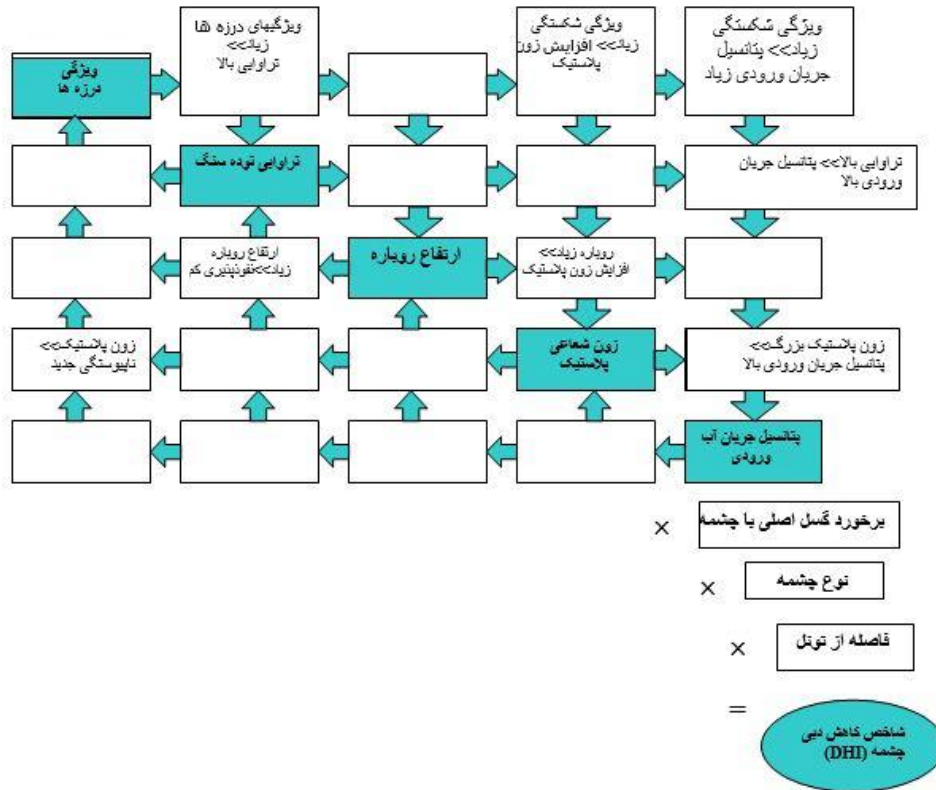 ویژگی
درزه ها
ویژگیهای درزه ها
زیاد>>
تراوایی بالا
ویژگی شکستگی
زیاد>> افزایش زون
پلاستیک
ویژگی شکستگی
زیاد>> پتانسیل
جریان ورودی زیاد
تراوایی توده سنگ
تراوایی بالا>> پتانسیل جریان
ورودی بالا
ارتفاع روباره
زیاد>>نفوذپذیری کم
ارتفاع روباره
روباره زیاد>>
افزایش زون پلاستیک
زون پلاستیک>>
ناپیوستگی جدید
زون شعاعی
پلاستیک
زون پلاستیک بزرگ>>
پتانسیل جریان ورودی بالا
پتانسیل جریان آب
ورودی
× برخورد گسل اصلی با چشمه
× نوع چشمه
× فاصله از تونل
=
شاخص کاهش دبی
چشمه (DHI)